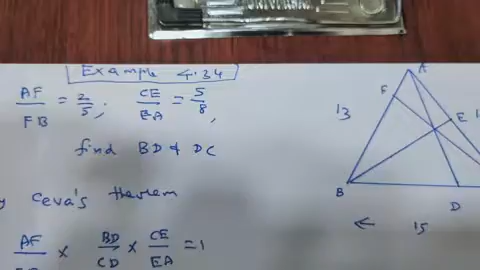 Example 4.34
AF/FB = 2/5, CE/EA = 5/8,
find BD & DC
Ceva's theorem
AF × BD/CD × CE/EA = 1
A
F
E
13
B
D
← 15